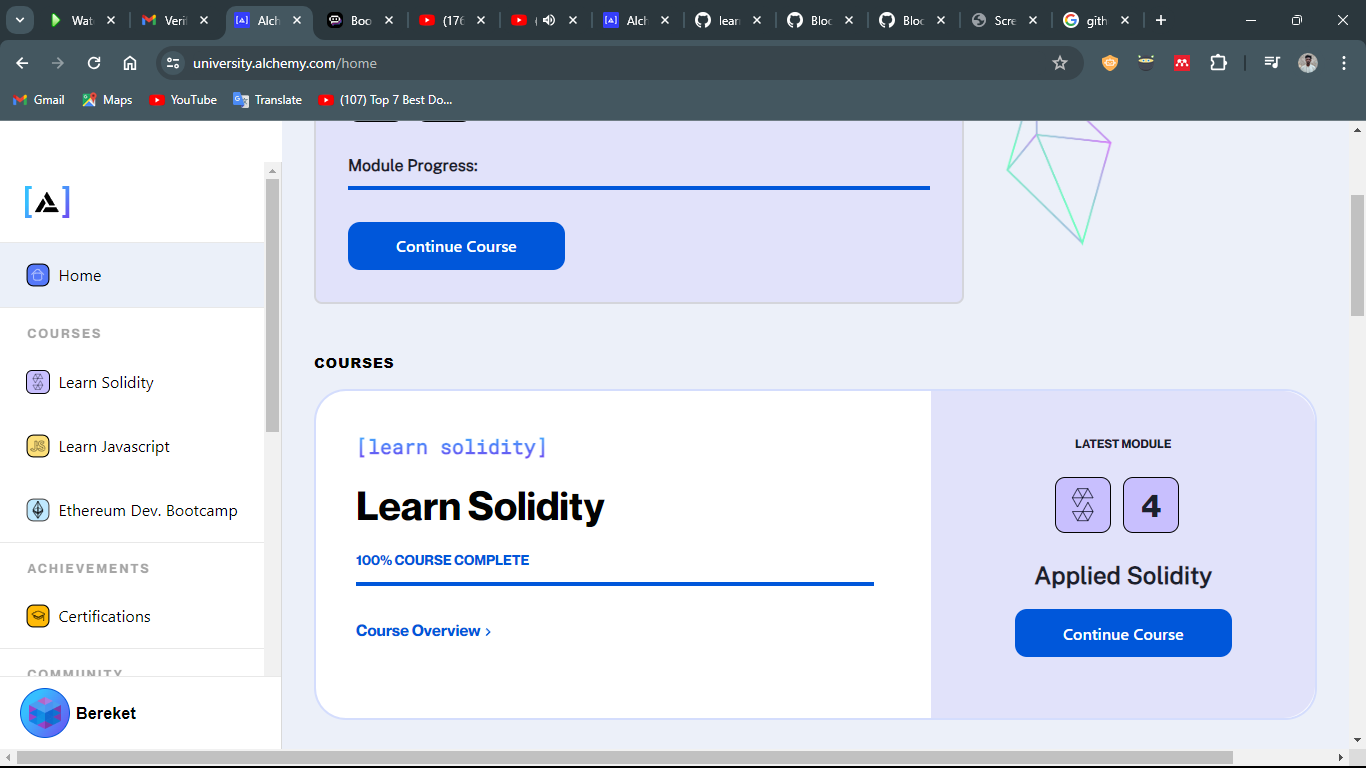 Wat
Veri
Alch
Boo
(176
Alch
lear
Bloc
Bloc
Scre
gith
university.alchemy.com/home
Gmail
Maps
YouTube
Translate
(107) Top 7 Best Do...
Home
COURSES
Learn Solidity
JS
Learn Javascript
Ethereum Dev. Bootcamp
ACHIEVEMENTS
Certifications
COMMUNITY
Bereket
Module Progress:
Continue Course
COURSES
[learn solidity]
Learn Solidity
100% COURSE COMPLETE
Course Overview ›
LATEST MODULE
4
Applied Solidity
Continue Course